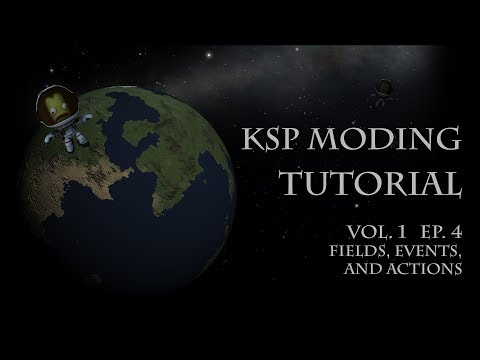 KSP MODING
TUTORIAL
VOL. 1 EP. 4
FIELDS, EVENTS,
AND ACTIONS